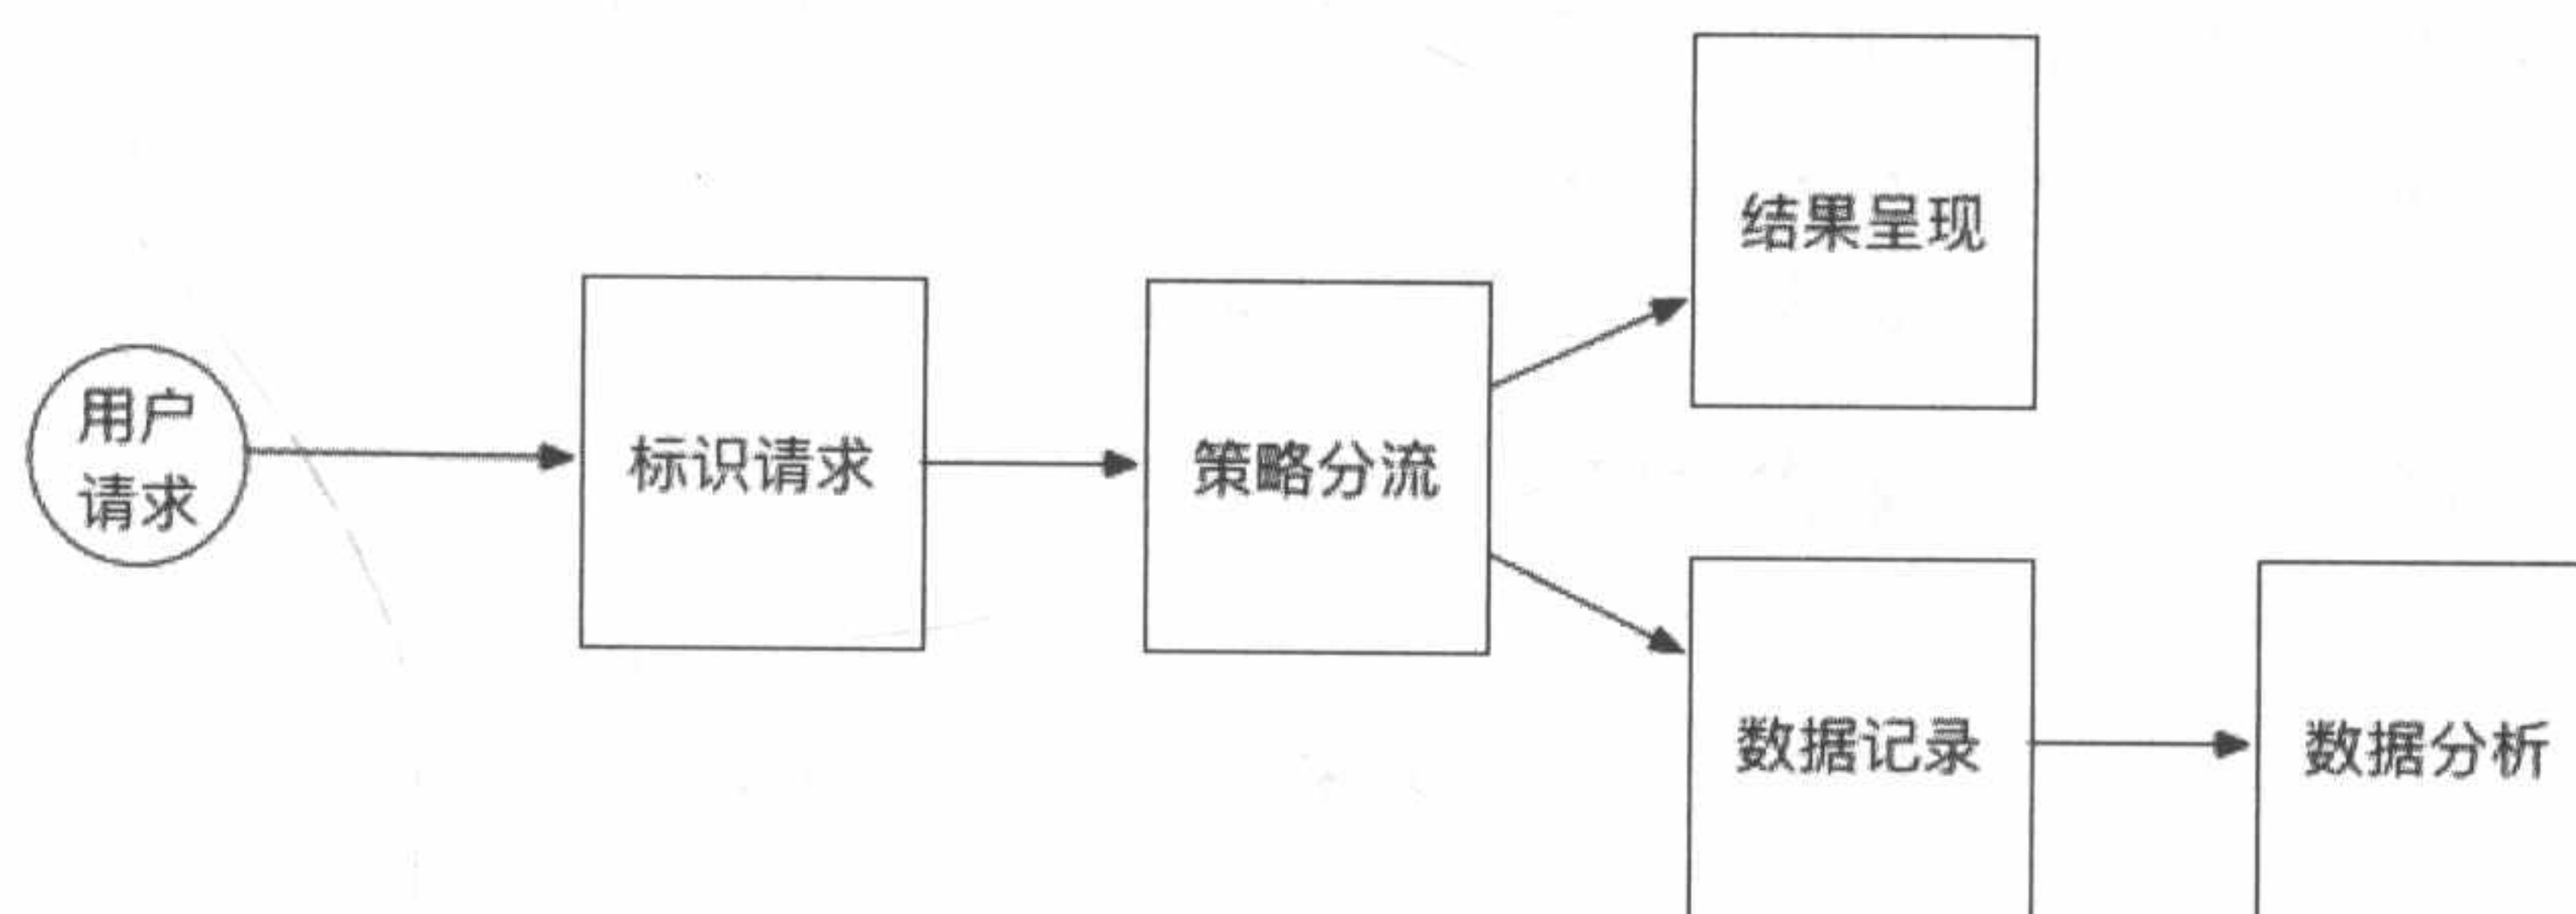 用户
请求
标识请求
策略分流
结果呈现
数据记录
数据分析